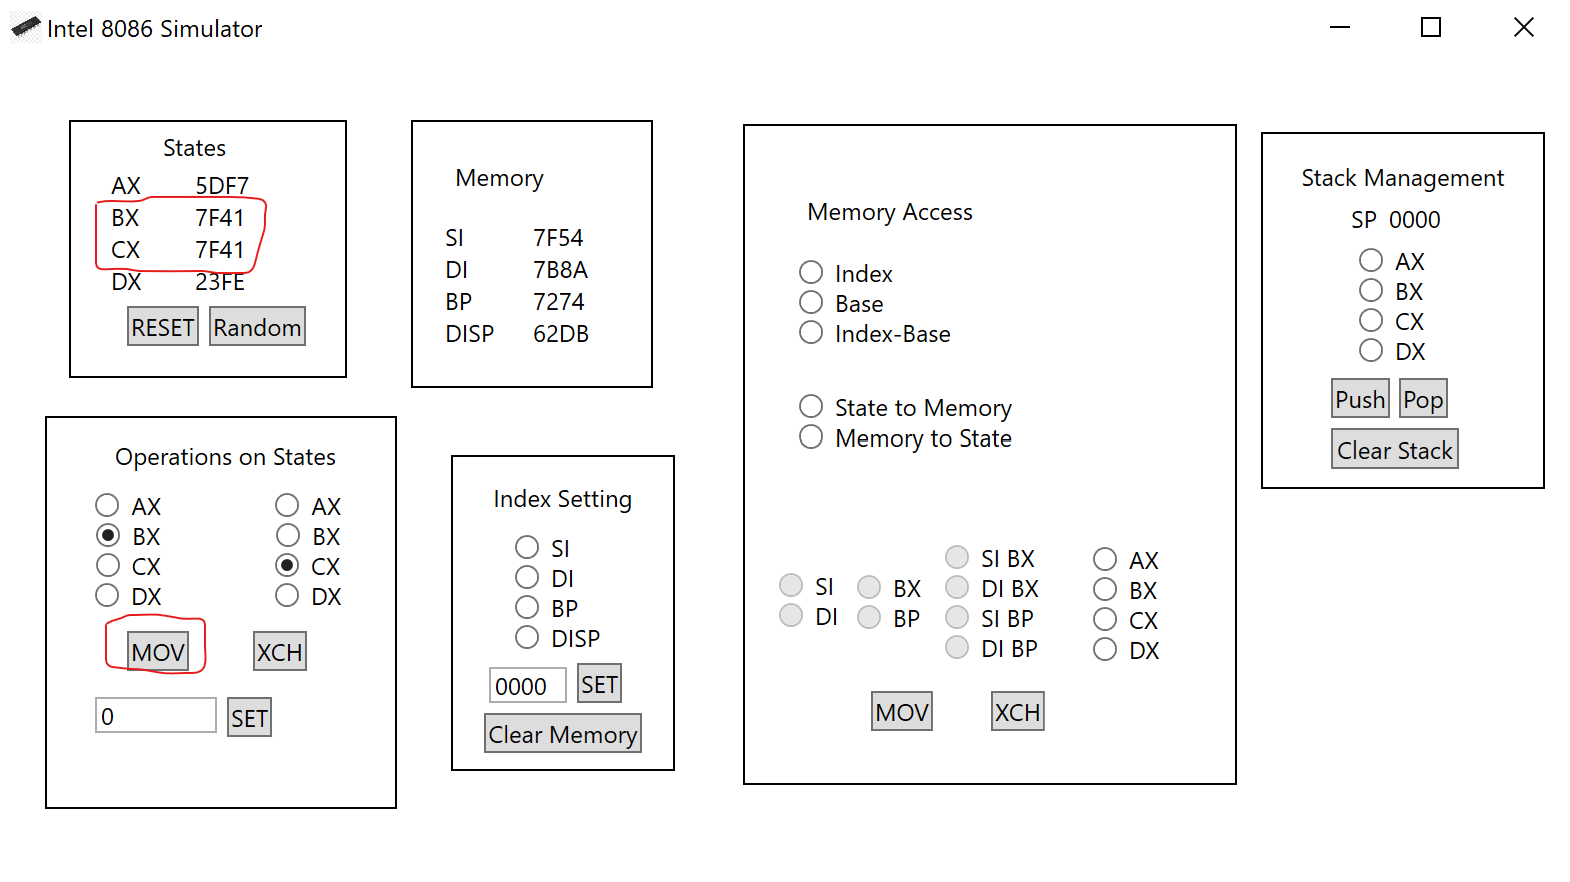 Intel 8086 Simulator
States
AX 5DF7
BX 7F41
CX 7F41
DX 23FE
RESET Random
Memory
SI 7F54
DI 7B8A
BP 7274
DISP 62DB
Operations on States
AX AX
BX BX
CX CX
DX DX
MOV XCH
0 SET
Index Setting
SI
DI
BP
DISP
0000 SET
Clear Memory
Memory Access
Index
Base
Index-Base
State to Memory
Memory to State
SI
DI
BX
BP
SI BX
DI BX
SI BP
DI BP
AX
BX
CX
DX
MOV XCH
Stack Management
SP 0000
AX
BX
CX
DX
Push Pop
Clear Stack